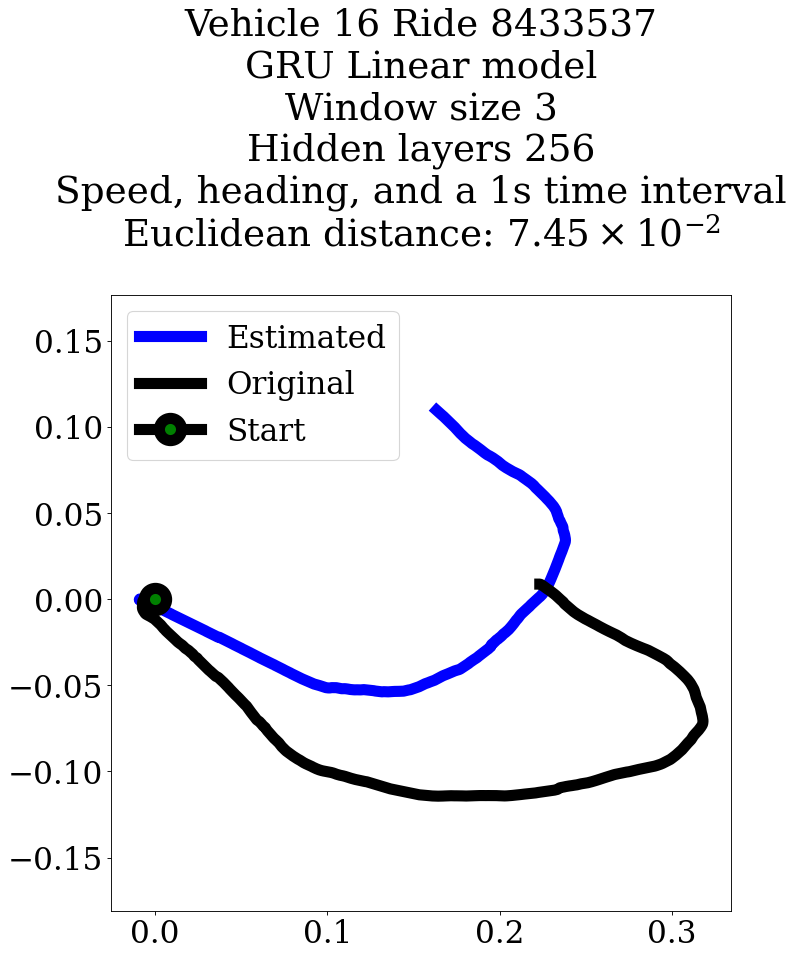 Vehicle 16 Ride 8433537
GRU Linear model
Window size 3
Hidden layers 256
Speed, heading, and a 1s time interval
Euclidean distance: 7.45 × 10⁻²
Estimated
Original
Start
0.15
0.10
0.05
0.00
−0.05
−0.10
−0.15
0.0 0.1 0.2 0.3